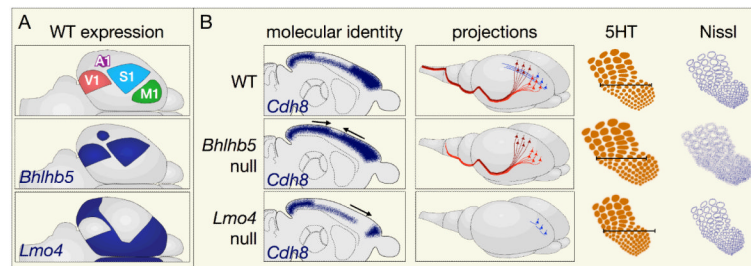 A WT expression
A1
V1 S1
M1
Bhlhb5
Lmo4
B molecular identity projections 5HT Nissl
WT
Cdh8
Bhlhb5
null
Cdh8
Lmo4
null
Cdh8